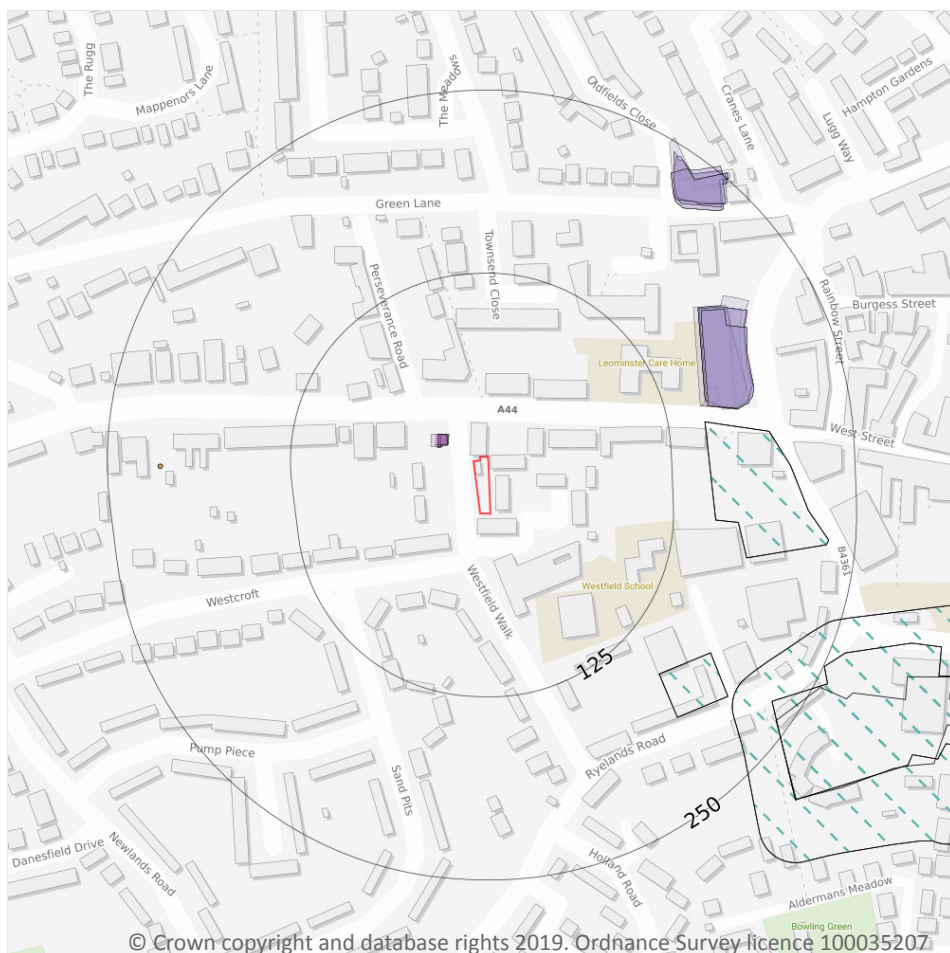 The Rugg
Mappenors Lane
The Meadows
Oldfields Close
Cranes Lane
Hampton Gardens
Lugg Way
Green Lane
Perseverance Road
Townsend Close
Rainbow Street
Burgess Street
Leominster Care Home
A44
West Street
B4361
Westfield School
Westcroft
Westfield Walk
125
Pump Piece
Sand Pits
Ryelands Road
250
Danesfield Drive
Newlands Road
Holland Road
Aldermans Meadow
Bowling Green
© Crown copyright and database rights 2019. Ordnance Survey licence 100035207